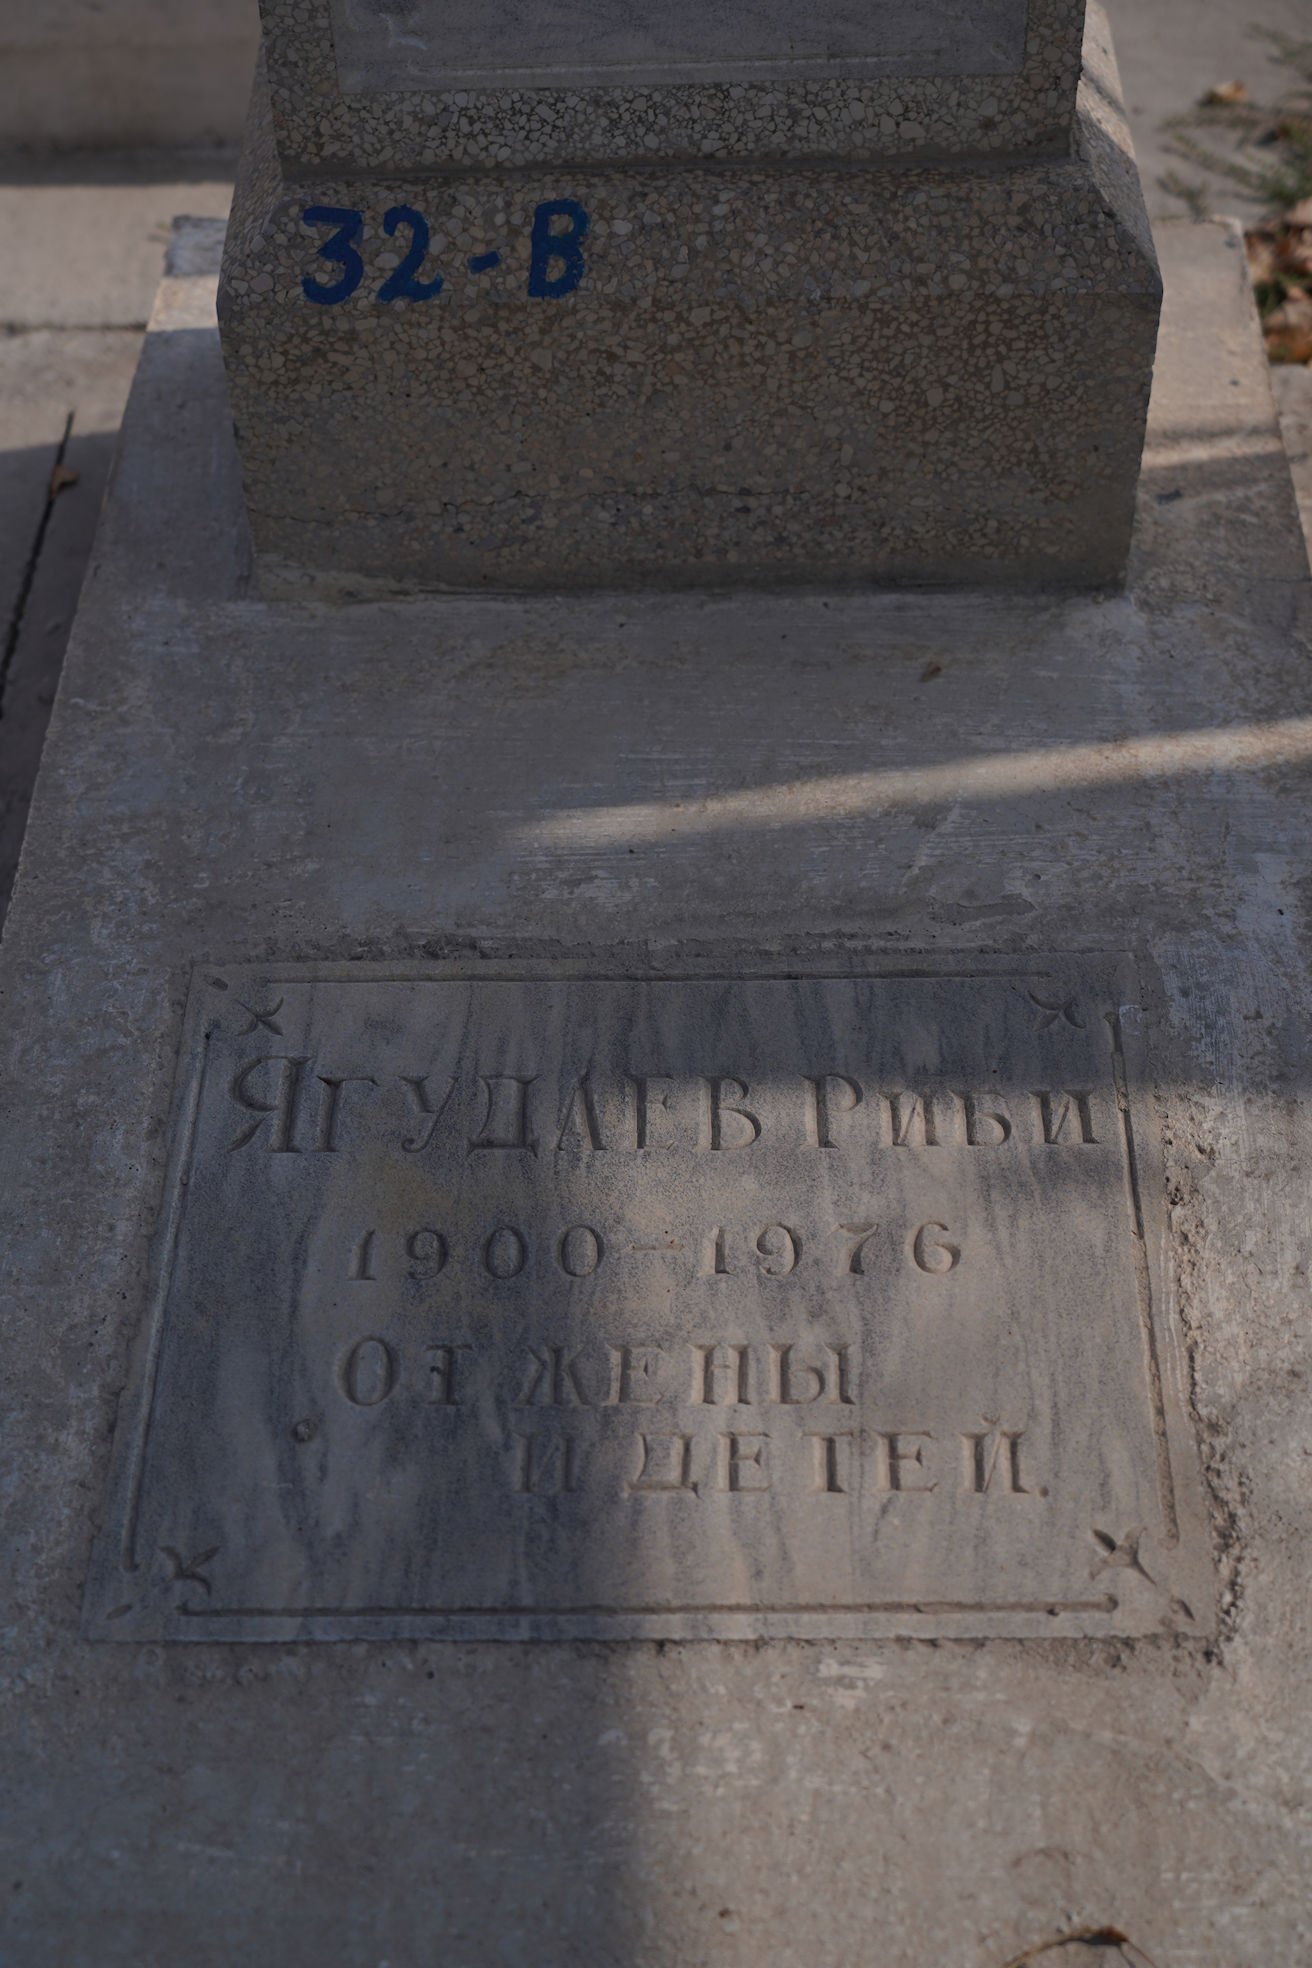 32-В
Ягудаев Риби
1900-1976
От жены
и детей.